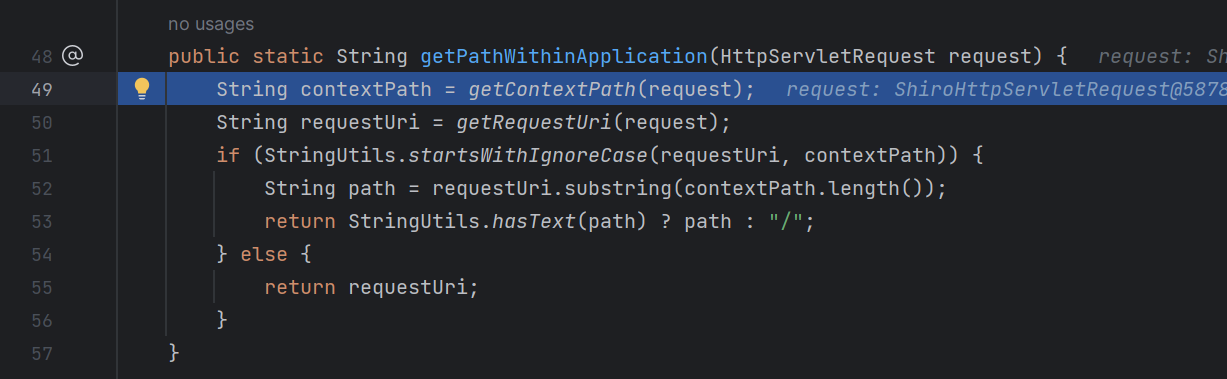 no usages
48 @ public static String getPathWithinApplication(HttpServletRequest request) { request: Sh
49 String contextPath = getContextPath(request); request: ShiroHttpServletRequest@5878
50 String requestUri = getRequestUri(request);
51 if (StringUtils.startsWithIgnoreCase(requestUri, contextPath)) {
52 String path = requestUri.substring(contextPath.length());
53 return StringUtils.hasText(path) ? path : "/";
54 } else {
55 return requestUri;
56 }
57 }